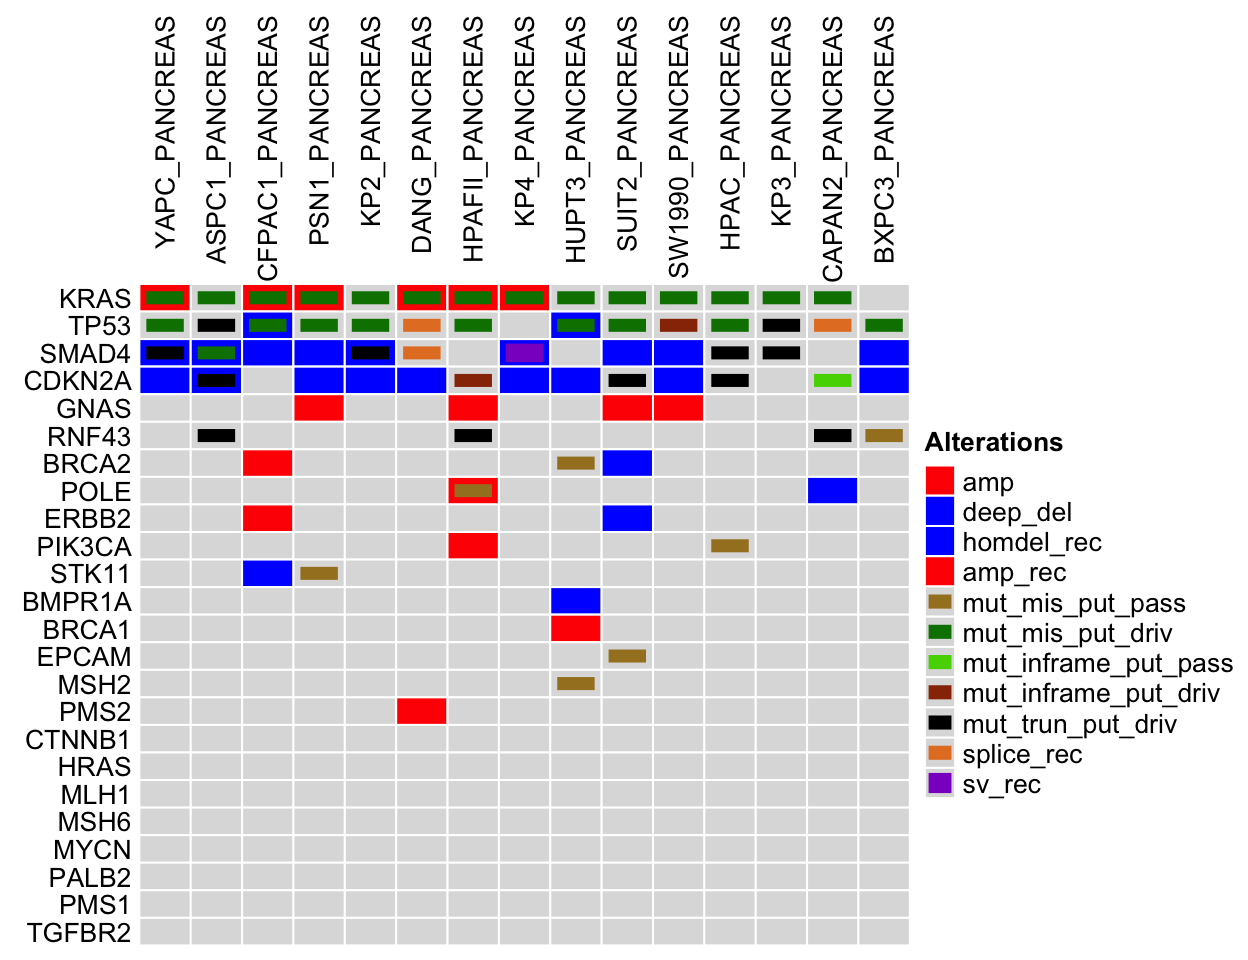 YAPC_PANCREAS
ASPC1_PANCREAS
CFPAC1_PANCREAS
PSN1_PANCREAS
KP2_PANCREAS
DANG_PANCREAS
HPAFII_PANCREAS
KP4_PANCREAS
HUPT3_PANCREAS
SUIT2_PANCREAS
SW1990_PANCREAS
HPAC_PANCREAS
KP3_PANCREAS
CAPAN2_PANCREAS
BXPC3_PANCREAS
KRAS
TP53
SMAD4
CDKN2A
GNAS
RNF43
BRCA2
POLE
ERBB2
PIK3CA
STK11
BMPR1A
BRCA1
EPCAM
MSH2
PMS2
CTNNB1
HRAS
MLH1
MSH6
MYCN
PALB2
PMS1
TGFBR2
Alterations
amp
deep_del
homdel_rec
amp_rec
mut_mis_put_pass
mut_mis_put_driv
mut_inframe_put_pass
mut_inframe_put_driv
mut_trun_put_driv
splice_rec
sv_rec